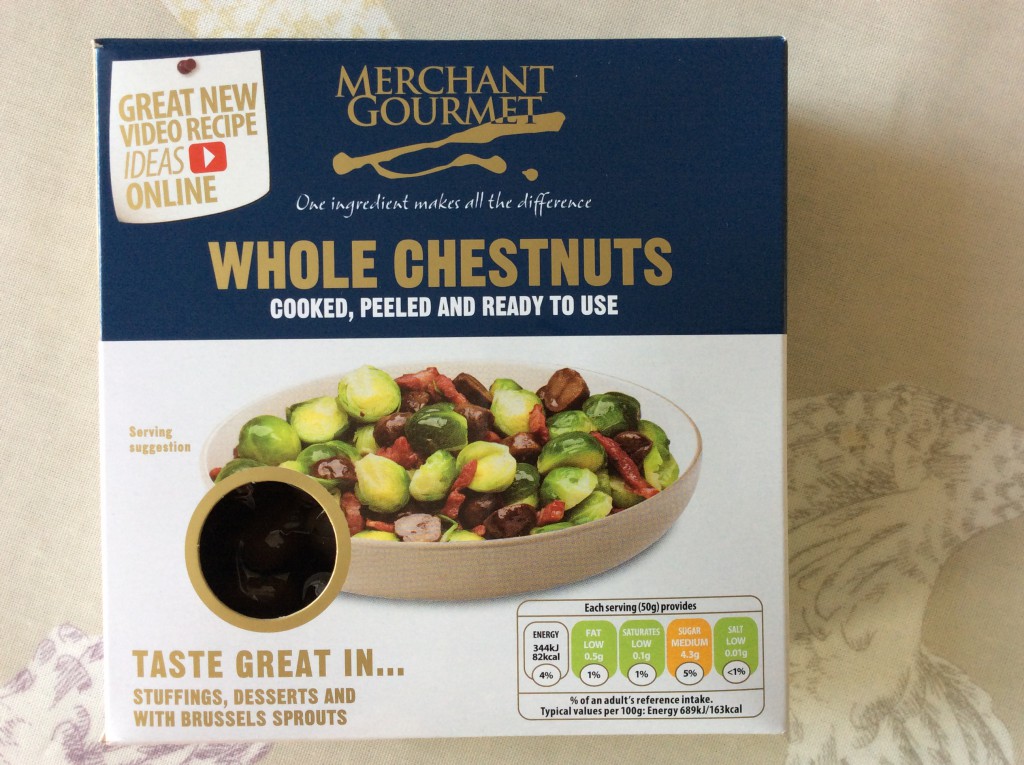 GREAT NEW
VIDEO RECIPE
IDEAS
ONLINE
MERCHANT
GOURMET
One ingredient makes all the difference
WHOLE CHESTNUTS
COOKED, PEELED AND READY TO USE
Serving
suggestion
TASTE GREAT IN...
STUFFINGS, DESSERTS AND
WITH BRUSSELS SPROUTS
Each serving (50g) provides
ENERGY
344kJ
82kcal
4%
FAT
LOW
0.5g
1%
SATURATES
LOW
0.1g
1%
SUGAR
MEDIUM
4.3g
5%
SALT
LOW
0.01g
<1%
% of an adult's reference intake.
Typical values per 100g: Energy 689kJ/163kcal